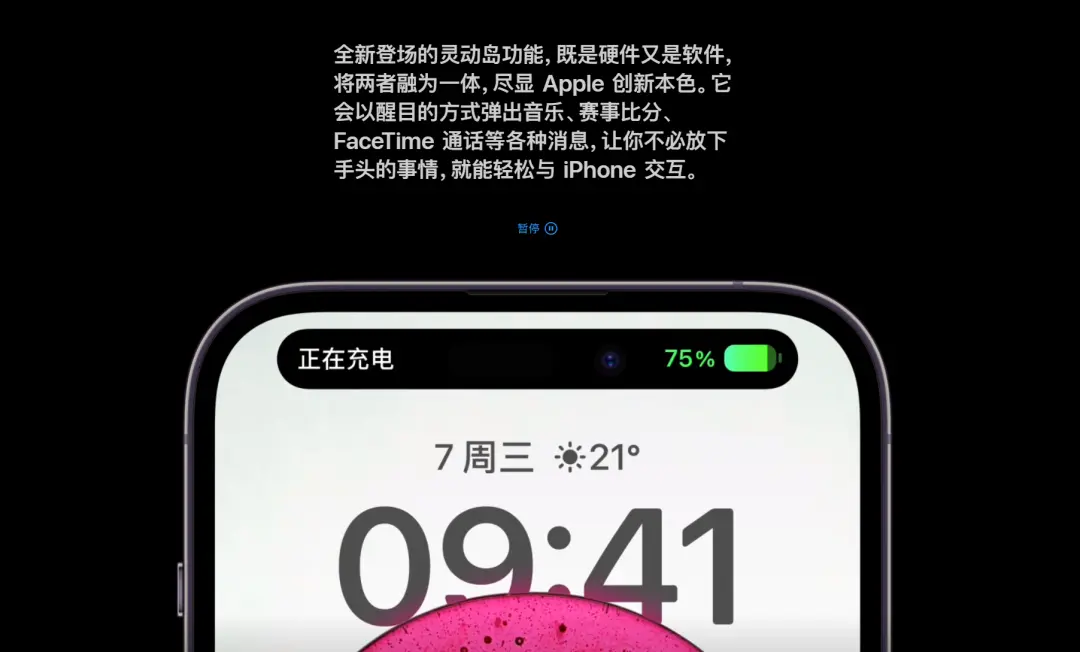 全新登场的灵动岛功能，既是硬件又是软件，
将两者融为一体，尽显 Apple 创新本色。它
会以醒目的方式弹出音乐、赛事比分、
FaceTime 通话等各种消息，让你不必放下
手头的事情，就能轻松与 iPhone 交互。
暂停
正在充电 75%
7 周三 21°
09:41